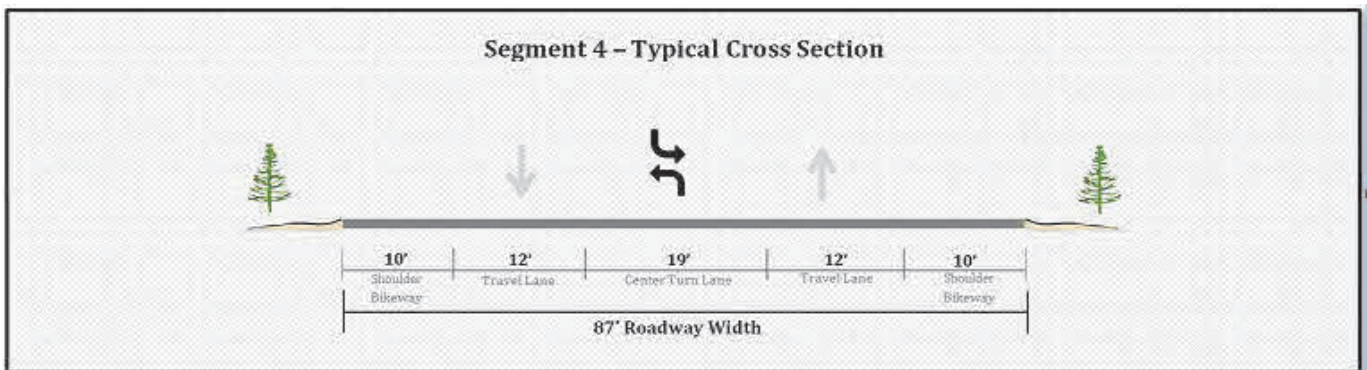 Segment 4 – Typical Cross Section
10' 12' 19' 12' 10'
Shoulder Travel Lane Center Turn Lane Travel Lane Shoulder
Bikeway Bikeway
87' Roadway Width